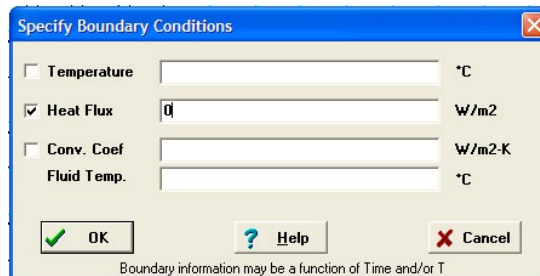 Specify Boundary Conditions
Temperature °C
Heat Flux 0 W/m2
Conv. Coef W/m2-K
Fluid Temp. °C
OK Help Cancel
Boundary information may be a function of Time and/or T